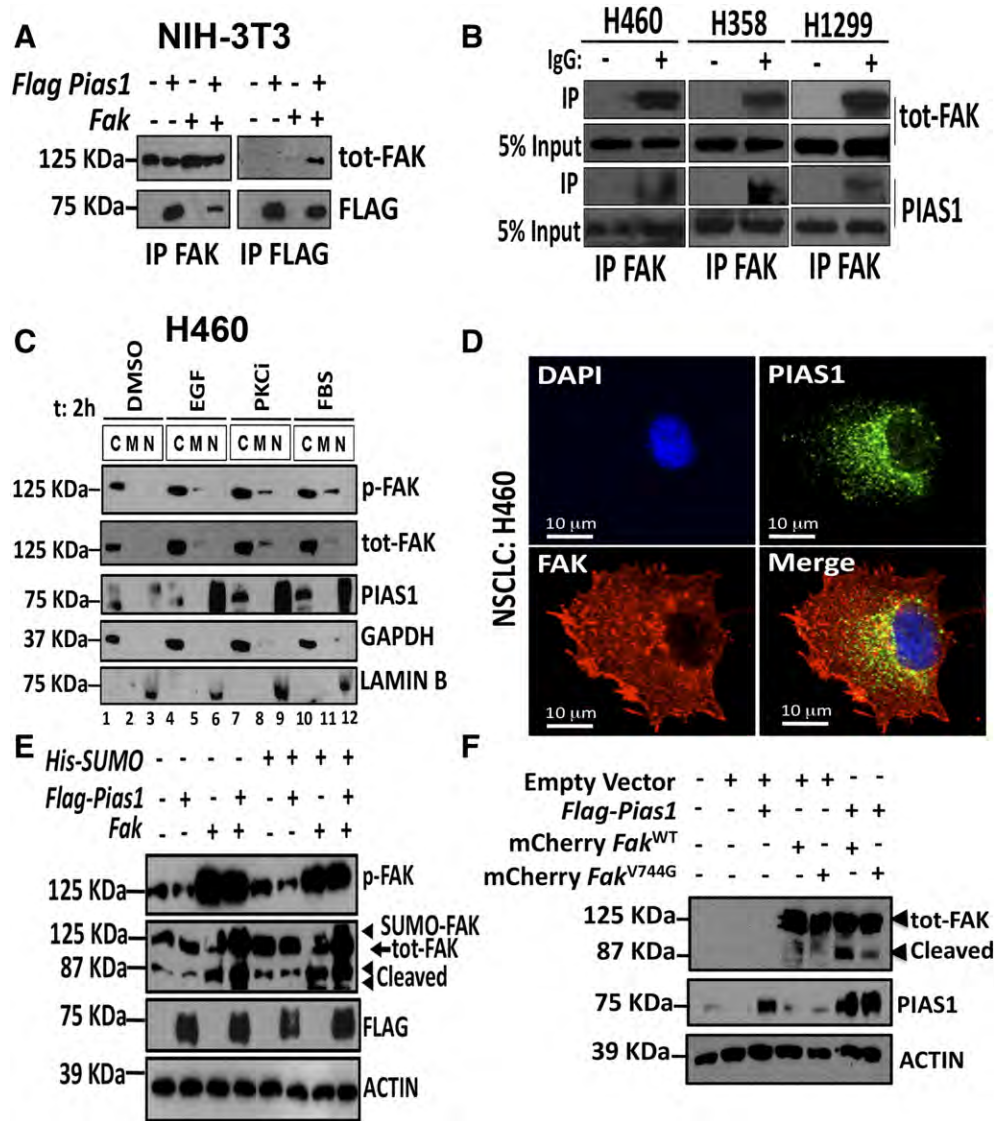 A
NIH-3T3
Flag Pias1 - + - +
Fak - - + +
125 KDa
tot-FAK
75 KDa
FLAG
IP FAK IP FLAG
B
H460 H358 H1299
IgG: - + - + - +
IP
tot-FAK
5% Input
IP
PIAS1
5% Input
IP FAK IP FAK IP FAK
C
H460
t: 2h DMSO EGF PKCi FBS
C M N C M N C M N C M N
125 KDa p-FAK
125 KDa tot-FAK
75 KDa PIAS1
37 KDa GAPDH
75 KDa LAMIN B
1 2 3 4 5 6 7 8 9 10 11 12
D
NSCLC: H460
DAPI PIAS1
10 μm 10 μm
FAK Merge
10 μm 10 μm
E
His-SUMO - - - - + + + +
Flag-Pias1 - + - + - + - +
Fak - - + + - - + +
125 KDa p-FAK
125 KDa SUMO-FAK
tot-FAK
87 KDa Cleaved
75 KDa FLAG
39 KDa ACTIN
F
Empty Vector - + + + + - -
Flag-Pias1 - - + - - + +
mCherry Fak^WT - - - + - + -
mCherry Fak^V744G - - - - + - +
125 KDa tot-FAK
87 KDa Cleaved
75 KDa PIAS1
39 KDa ACTIN